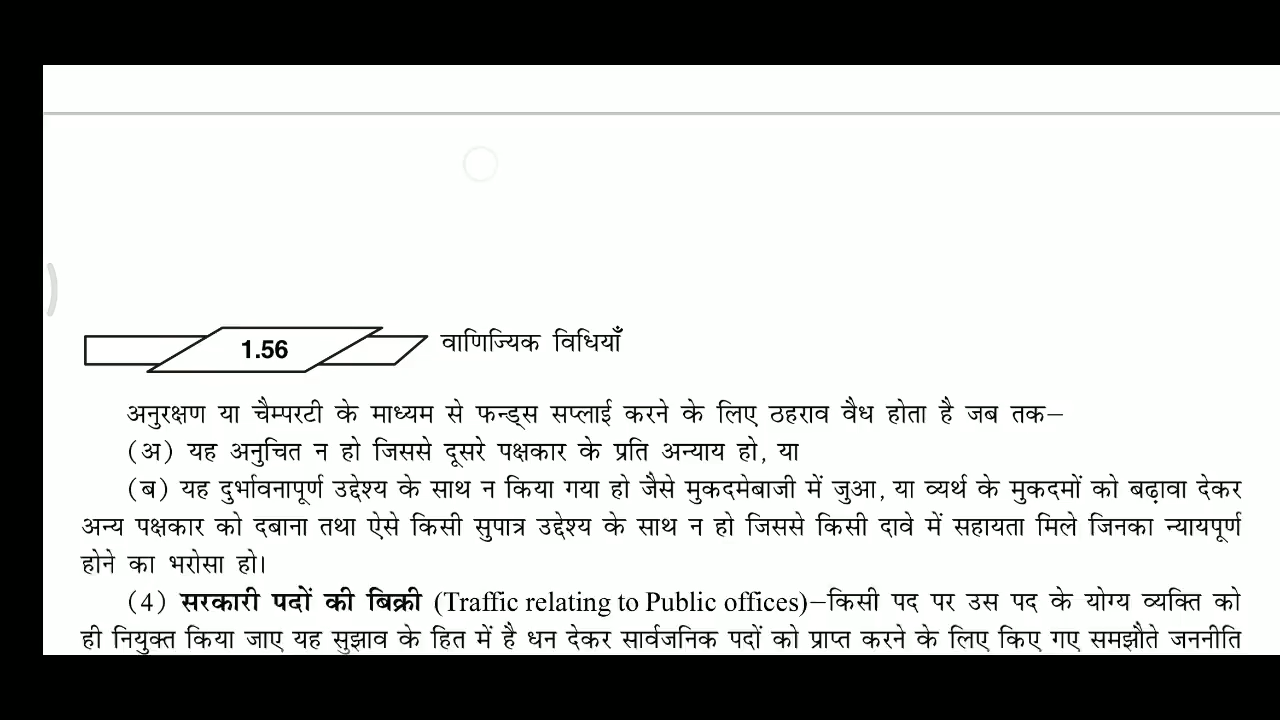 1.56 वाणिज्यिक विधियाँ
अनुरक्षण या चैम्परटी के माध्यम से फन्ड्स सप्लाई करने के लिए ठहराव वैध होता है जब तक–
(अ) यह अनुचित न हो जिससे दूसरे पक्षकार के प्रति अन्याय हो, या
(ब) यह दुर्भावनापूर्ण उद्देश्य के साथ न किया गया हो जैसे मुकदमेबाजी में जुआ, या व्यर्थ के मुकदमों को बढ़ावा देकर
अन्य पक्षकार को दबाना तथा ऐसे किसी सुपात्र उद्देश्य के साथ न हो जिससे किसी दावे में सहायता मिले जिनका न्यायपूर्ण
होने का भरोसा हो।
(4) सरकारी पदों की बिक्री (Traffic relating to Public offices)–किसी पद पर उस पद के योग्य व्यक्ति को
ही नियुक्त किया जाए यह सुझाव के हित में है धन देकर सार्वजनिक पदों को प्राप्त करने के लिए किए गए समझौते जननीति